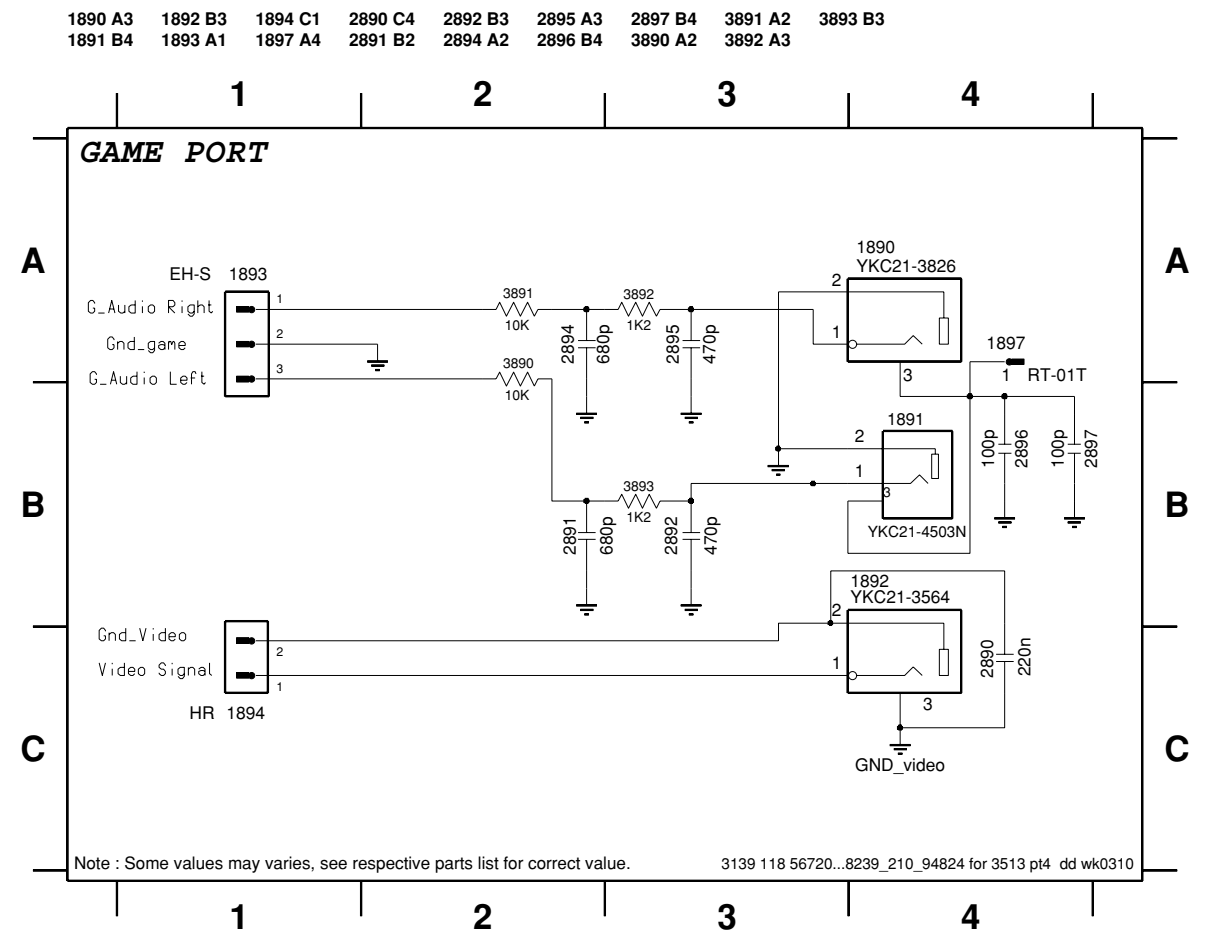 1890 A3 1892 B3 1894 C1 2890 C4 2892 B3 2895 A3 2897 B4 3891 A2 3893 B3
1891 B4 1893 A1 1897 A4 2891 B2 2894 A2 2896 B4 3890 A2 3892 A3
1 2 3 4
GAME PORT
A A
EH-S 1893
G_Audio Right
1
Gnd_game
2
G_Audio Left
3
3891
10K
3890
10K
2894
680p
3892
1K2
2895
470p
1890
YKC21-3826
2
1
3
1897
1 RT-01T
B B
2891
680p
3893
1K2
2892
470p
1891
2
1
3
YKC21-4503N
100p
2896
100p
2897
1892
YKC21-3564
2
1
3
2890
220n
GND_video
C C
Gnd_Video
2
Video Signal
1
HR 1894
Note : Some values may varies, see respective parts list for correct value.
3139 118 56720...8239_210_94824 for 3513 pt4 dd wk0310
1 2 3 4